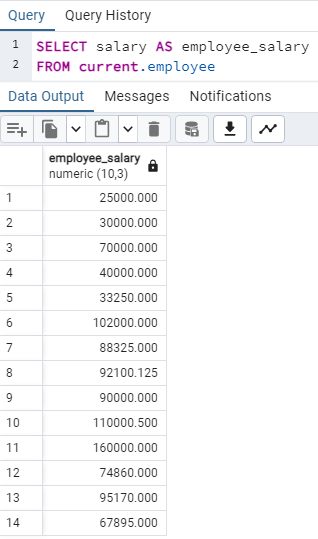 Query Query History
1 SELECT salary AS employee_salary
2 FROM current.employee
Data Output Messages Notifications
employee_salary
numeric (10,3)
1 25000.000
2 30000.000
3 70000.000
4 40000.000
5 33250.000
6 102000.000
7 88325.000
8 92100.125
9 90000.000
10 110000.500
11 160000.000
12 74860.000
13 95170.000
14 67895.000